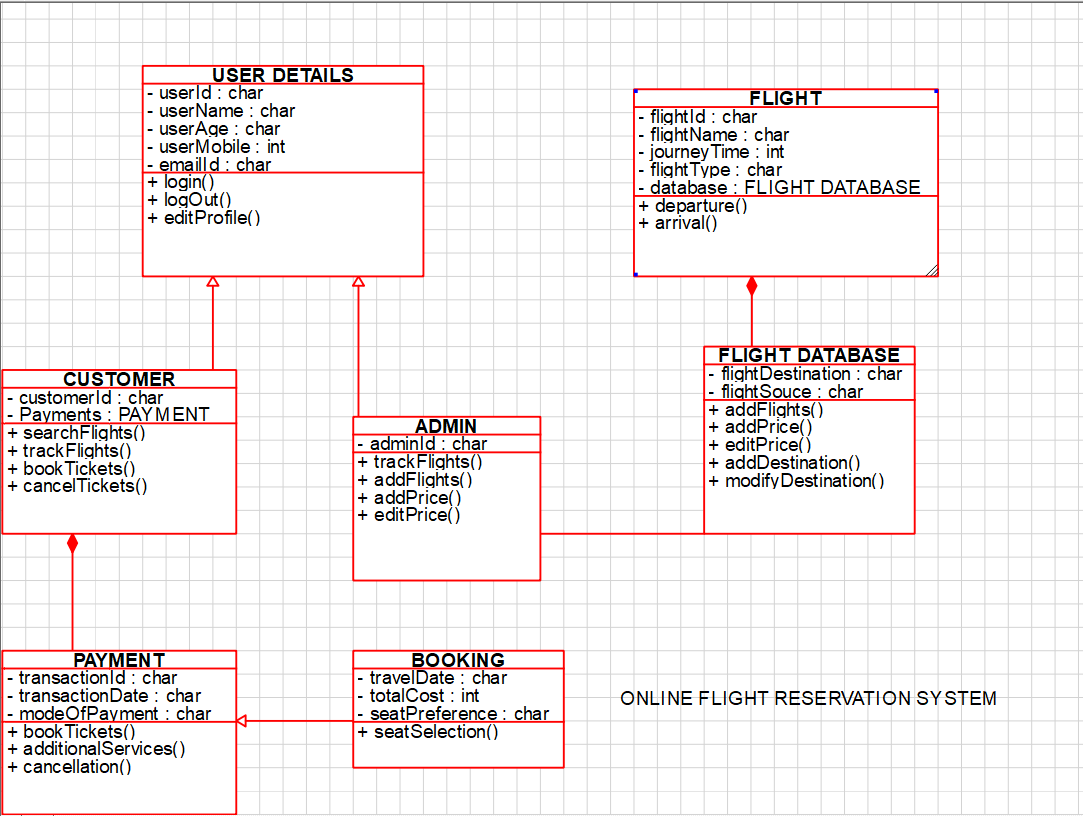 USER DETAILS
- userId : char
- userName : char
- userAge : char
- userMobile : int
- emailId : char
+ login()
+ logOut()
+ editProfile()
FLIGHT
- flightId : char
- flightName : char
- journeyTime : int
- flightType : char
- database : FLIGHT DATABASE
+ departure()
+ arrival()
CUSTOMER
- customerId : char
- Payments : PAYMENT
+ searchFlights()
+ trackFlights()
+ bookTickets()
+ cancelTickets()
ADMIN
- adminId : char
+ trackFlights()
+ addFlights()
+ addPrice()
+ editPrice()
FLIGHT DATABASE
- flightDestination : char
- flightSouce : char
+ addFlights()
+ addPrice()
+ editPrice()
+ addDestination()
+ modifyDestination()
PAYMENT
- transactionId : char
- transactionDate : char
- modeOfPayment : char
+ bookTickets()
+ additionalServices()
+ cancellation()
BOOKING
- travelDate : char
- totalCost : int
- seatPreference : char
+ seatSelection()
ONLINE FLIGHT RESERVATION SYSTEM